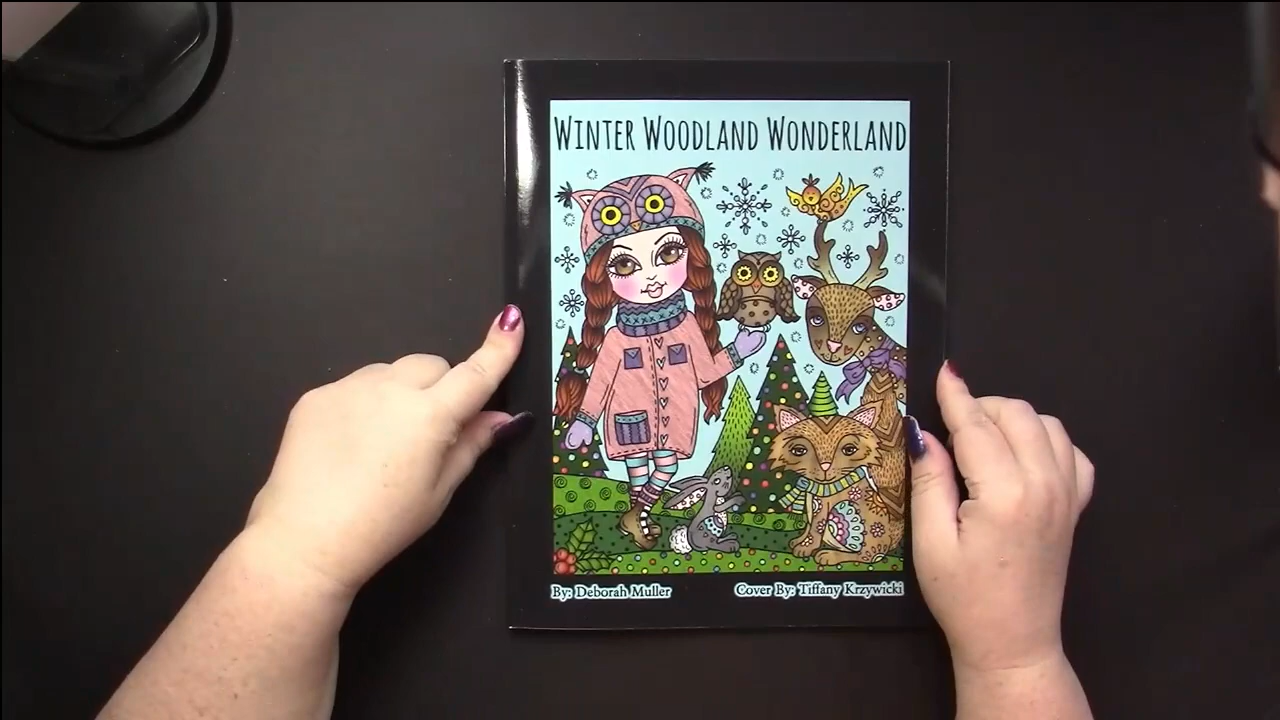 WINTER WOODLAND WONDERLAND
By: Deborah Muller
Cover By: Tiffany Krzywicki